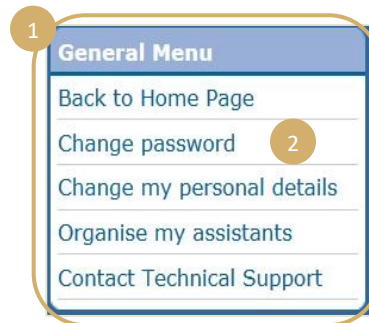 1
General Menu
Back to Home Page
Change password 2
Change my personal details
Organise my assistants
Contact Technical Support